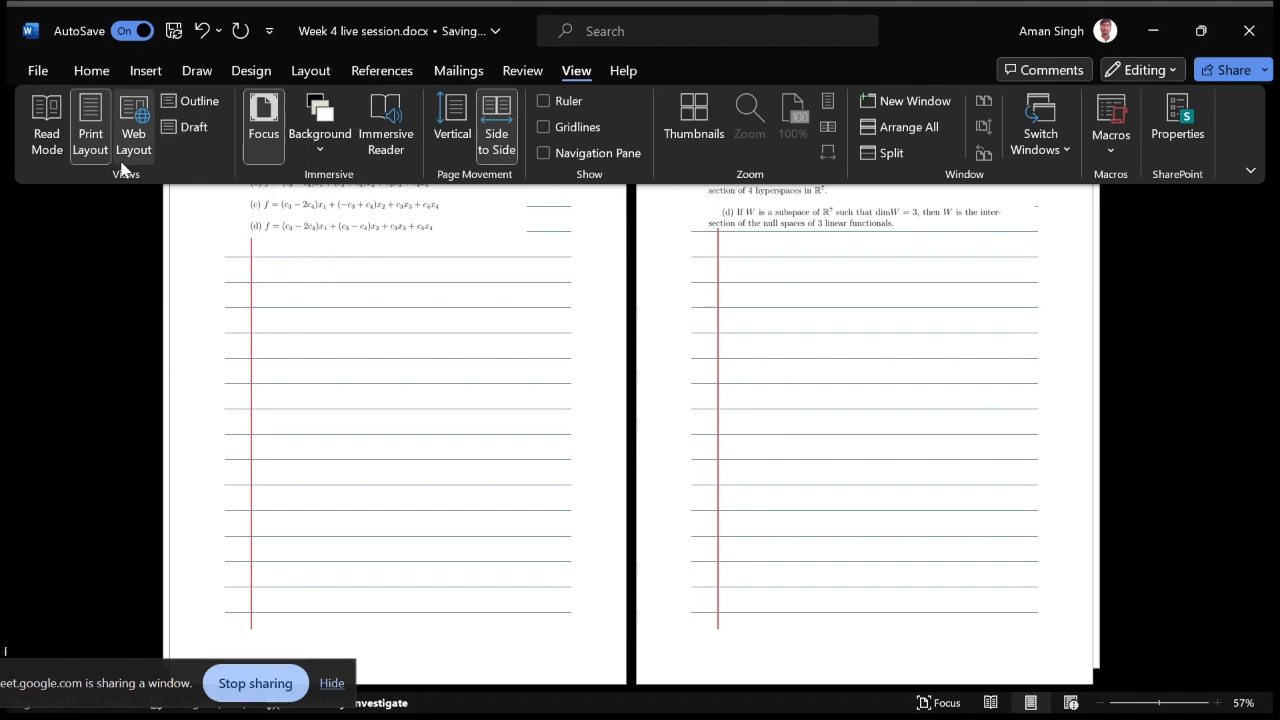 AutoSave On Week 4 live session.docx • Saving... Search Aman Singh
File Home Insert Draw Design Layout References Mailings Review View Help Comments Editing Share
Read Mode
Print Layout
Web Layout
Outline
Draft
Views
Focus
Background
Immersive Reader
Immersive
Vertical
Side to Side
Page Movement
Ruler
Gridlines
Navigation Pane
Show
Thumbnails
Zoom
100%
Zoom
New Window
Arrange All
Split
Switch Windows
Window
Macros
Macros
Properties
SharePoint
(c) f = (c₃ − 2c₄)x₁ + (−c₃ + c₄)x₂ + c₃x₃ + c₄x₄
(d) f = (c₃ − 2c₄)x₁ + (c₃ − c₄)x₂ + c₃x₃ + c₄x₄
section of 4 hyperspaces in ℝ⁷.
(d) If W is a subspace of ℝ⁷ such that dimW = 3, then W is the inter-
section of the null spaces of 3 linear functionals.
eet.google.com is sharing a window. Stop sharing Hide
investigate
Focus
57%